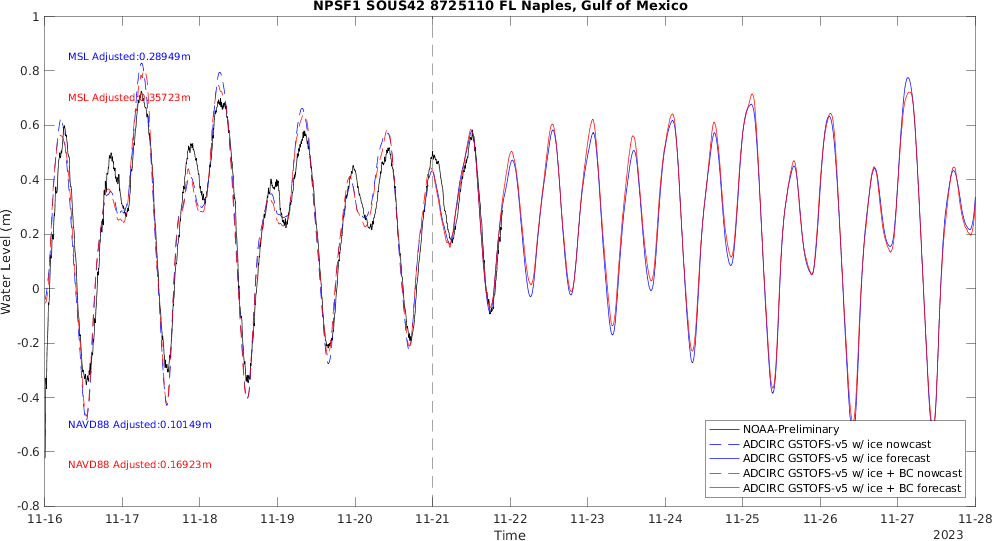 NPSF1 SOUS42 8725110 FL Naples, Gulf of Mexico
Water Level (m)
1
0.8
0.6
0.4
0.2
0
-0.2
-0.4
-0.6
-0.8
MSL Adjusted:0.28949m
MSL Adjusted:0.35723m
NAVD88 Adjusted:0.10149m
NAVD88 Adjusted:0.16923m
NOAA-Preliminary
ADCIRC GSTOFS-v5 w/ ice nowcast
ADCIRC GSTOFS-v5 w/ ice forecast
ADCIRC GSTOFS-v5 w/ ice + BC nowcast
ADCIRC GSTOFS-v5 w/ ice + BC forecast
11-16 11-17 11-18 11-19 11-20 11-21 11-22 11-23 11-24 11-25 11-26 11-27 11-28
Time
2023